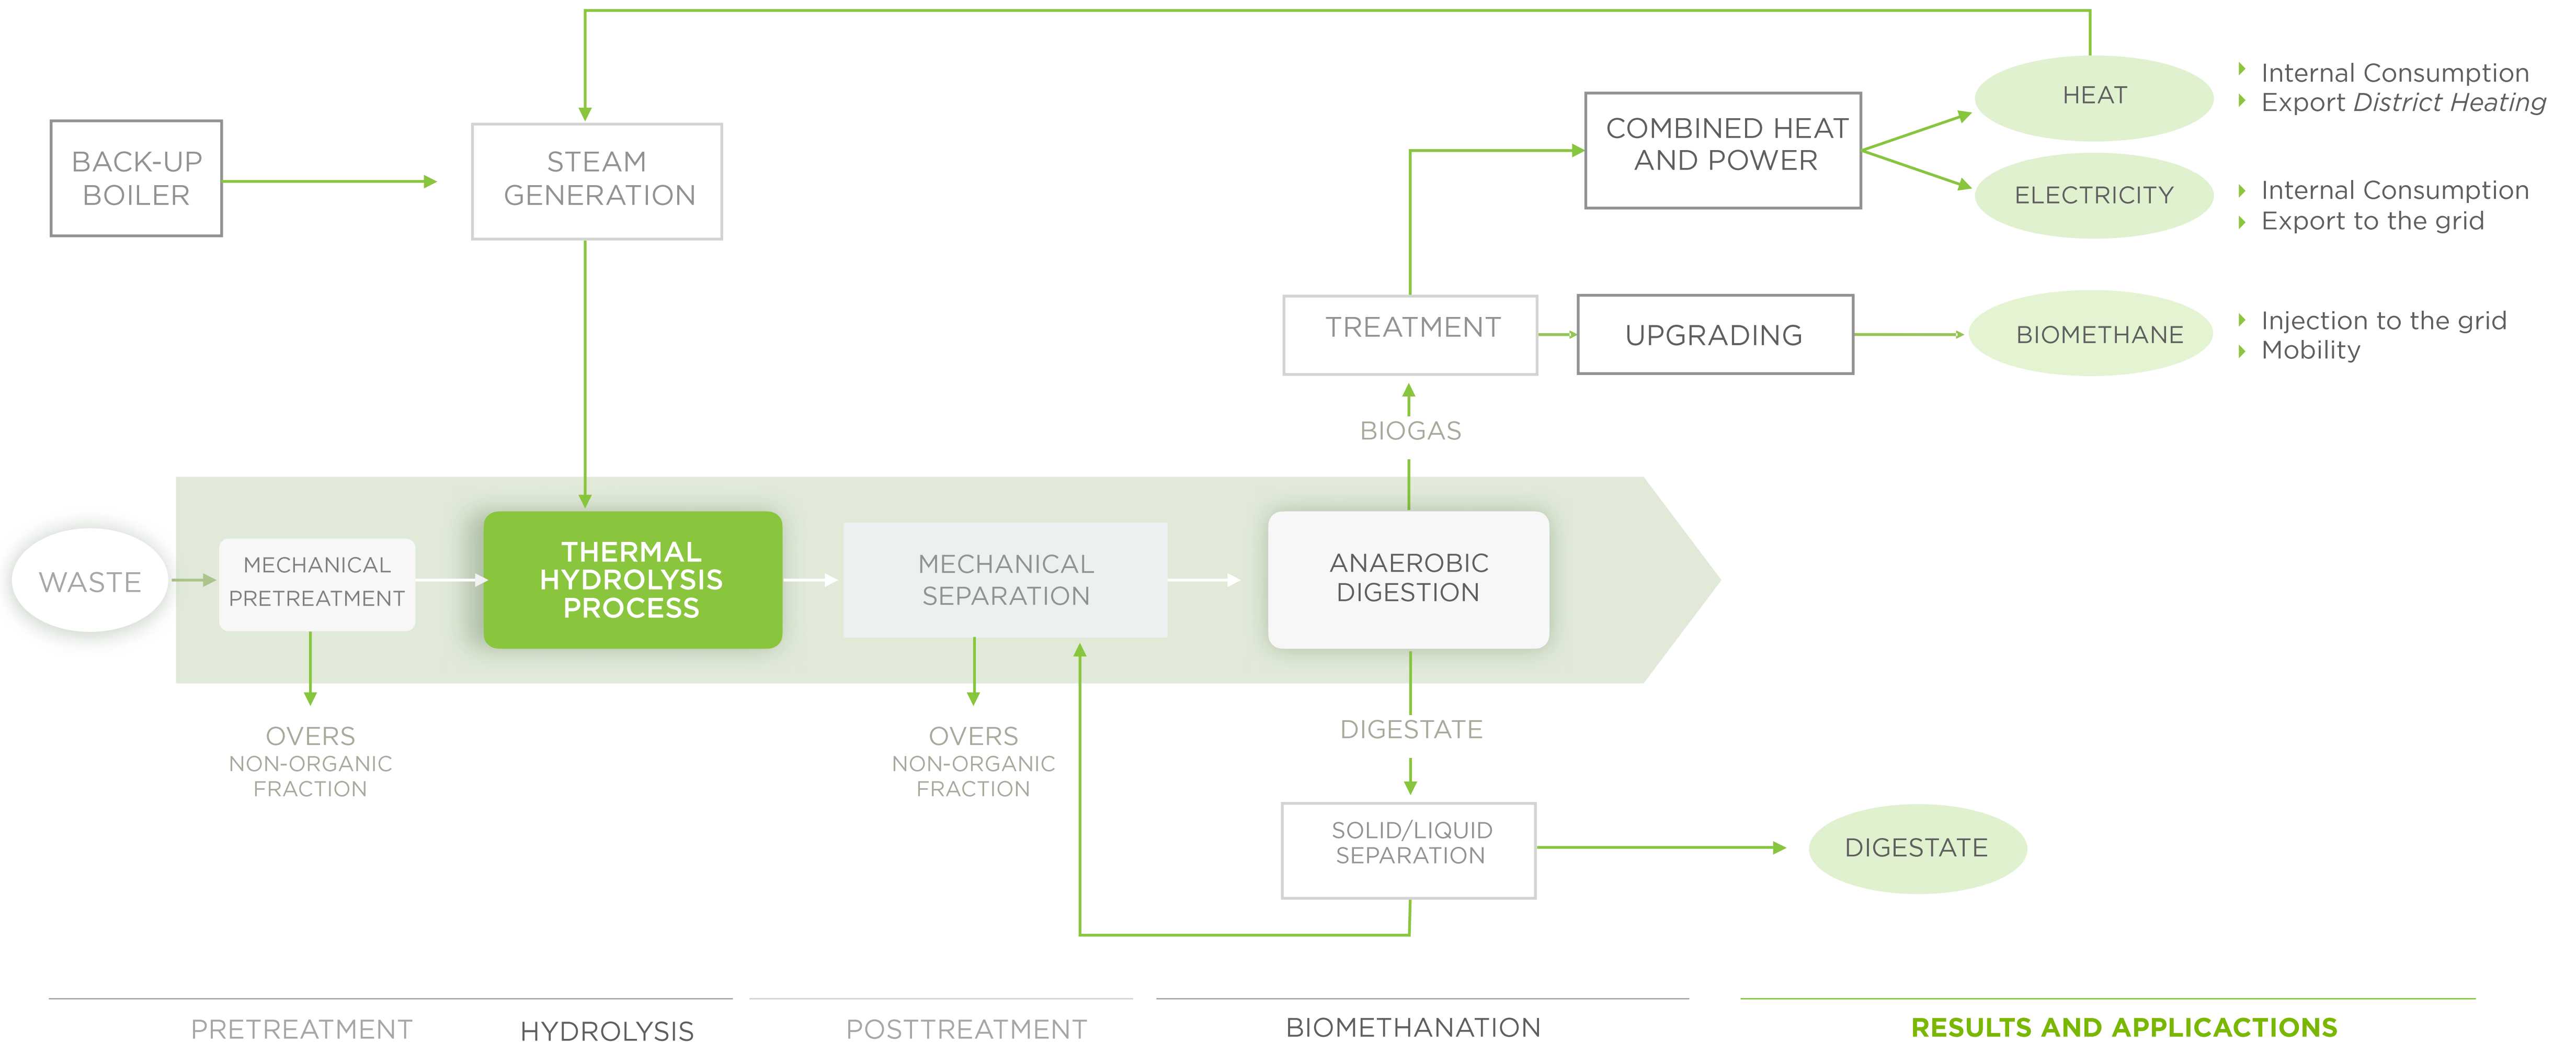 BACK-UP
BOILER
STEAM
GENERATION
COMBINED HEAT
AND POWER
HEAT
Internal Consumption
Export District Heating
ELECTRICITY
Internal Consumption
Export to the grid
TREATMENT
UPGRADING
BIOMETHANE
Injection to the grid
Mobility
BIOGAS
WASTE
MECHANICAL
PRETREATMENT
THERMAL
HYDROLYSIS
PROCESS
MECHANICAL
SEPARATION
ANAEROBIC
DIGESTION
OVERS
NON-ORGANIC
FRACTION
OVERS
NON-ORGANIC
FRACTION
DIGESTATE
SOLID/LIQUID
SEPARATION
DIGESTATE
PRETREATMENT
HYDROLYSIS
POSTTREATMENT
BIOMETHANATION
RESULTS AND APPLICACTIONS